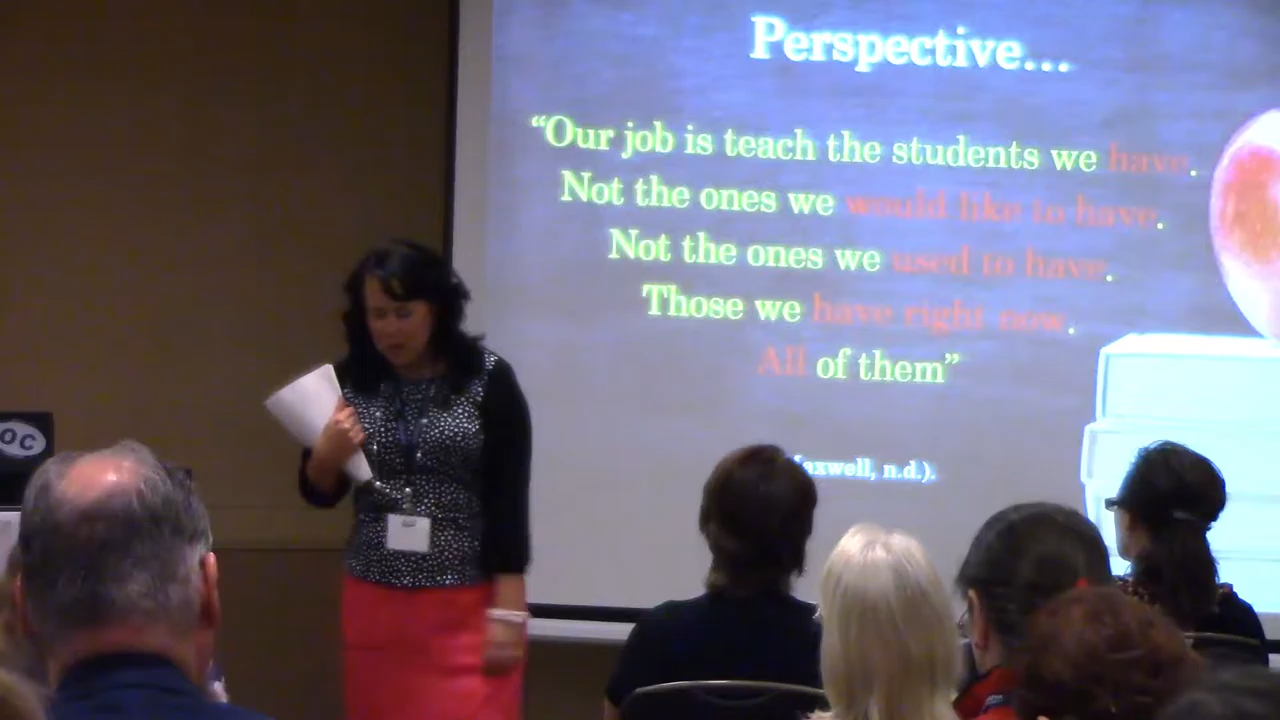 Perspective...
“Our job is teach the students we have.
Not the ones we would like to have.
Not the ones we used to have.
Those we have right now.
All of them”
n.d.).
OC